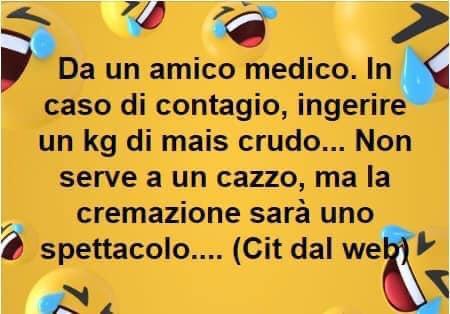 Da un amico medico. In
caso di contagio, ingerire
un kg di mais crudo... Non
serve a un cazzo, ma la
cremazione sarà uno
spettacolo.... (Cit dal web)